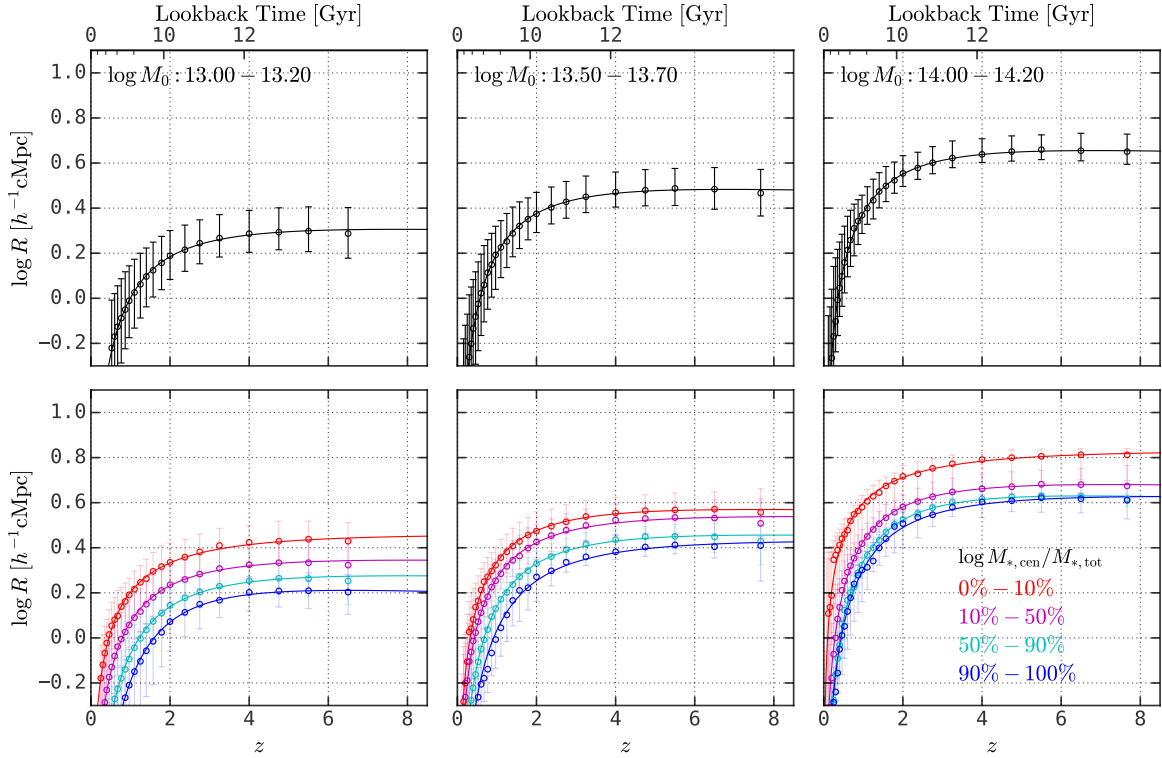 Lookback Time [Gyr] Lookback Time [Gyr] Lookback Time [Gyr]
0 10 12 0 10 12 0 10 12
log M₀ : 13.00 − 13.20 log M₀ : 13.50 − 13.70 log M₀ : 14.00 − 14.20
1.0
0.8
0.6
0.4
0.2
0.0
−0.2
log R [h⁻¹cMpc]
1.0
0.8
0.6
0.4
0.2
0.0
−0.2
log R [h⁻¹cMpc]
log M∗,cen/M∗,tot
0% − 10%
10% − 50%
50% − 90%
90% − 100%
0 2 4 6 8 0 2 4 6 8 0 2 4 6 8
z z z